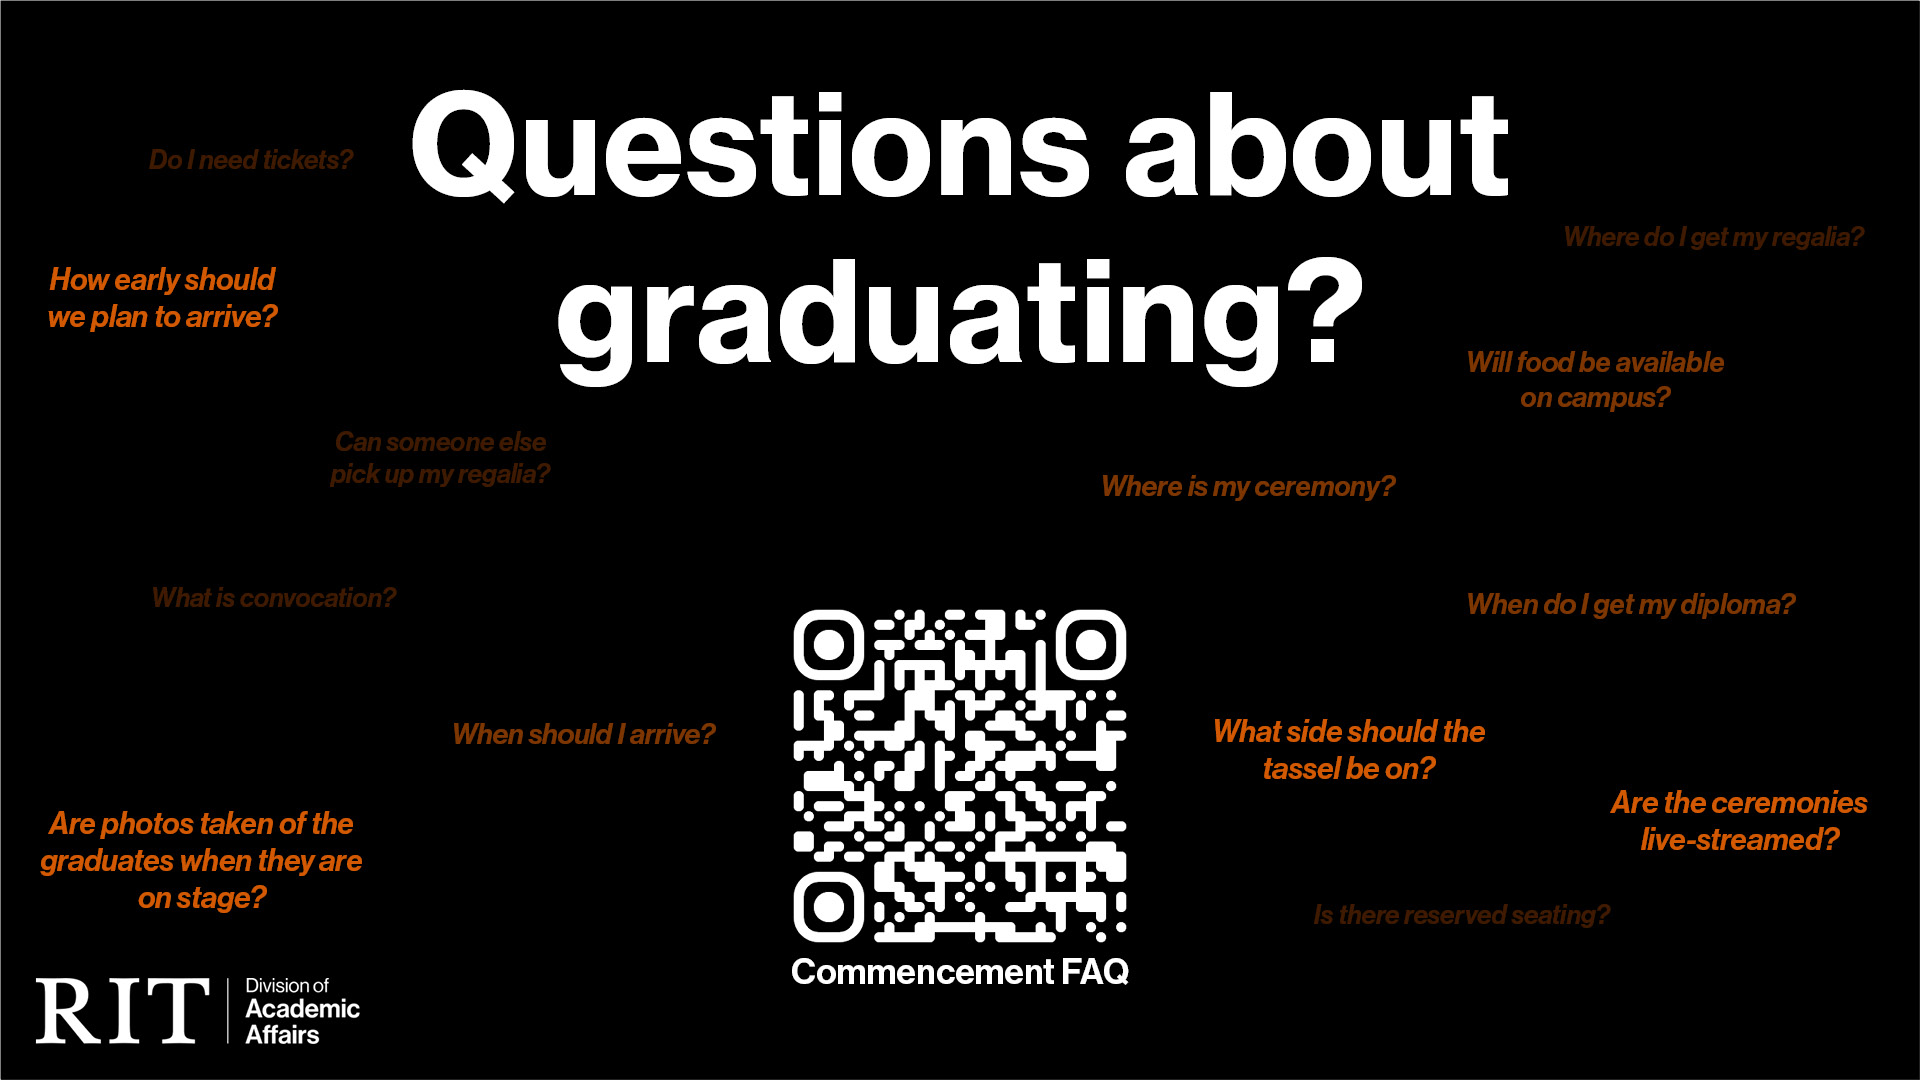 Questions about
graduating?
Do I need tickets?
Where do I get my regalia?
How early should
we plan to arrive?
Will food be available
on campus?
Can someone else
pick up my regalia?
Where is my ceremony?
What is convocation?
When do I get my diploma?
When should I arrive?
What side should the
tassel be on?
Are the ceremonies
live-streamed?
Are photos taken of the
graduates when they are
on stage?
Is there reserved seating?
Commencement FAQ
RIT
Division of
Academic
Affairs